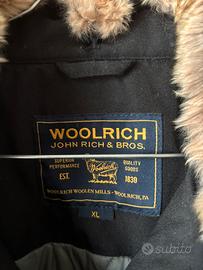 WOOLRICH
JOHN RICH & BROS.
SUPERIOR PERFORMANCE
Woolrich
QUALITY GOODS
EST.
1830
WOOLRICH WOOLEN MILLS - WOOLRICH, PA
XL
subito